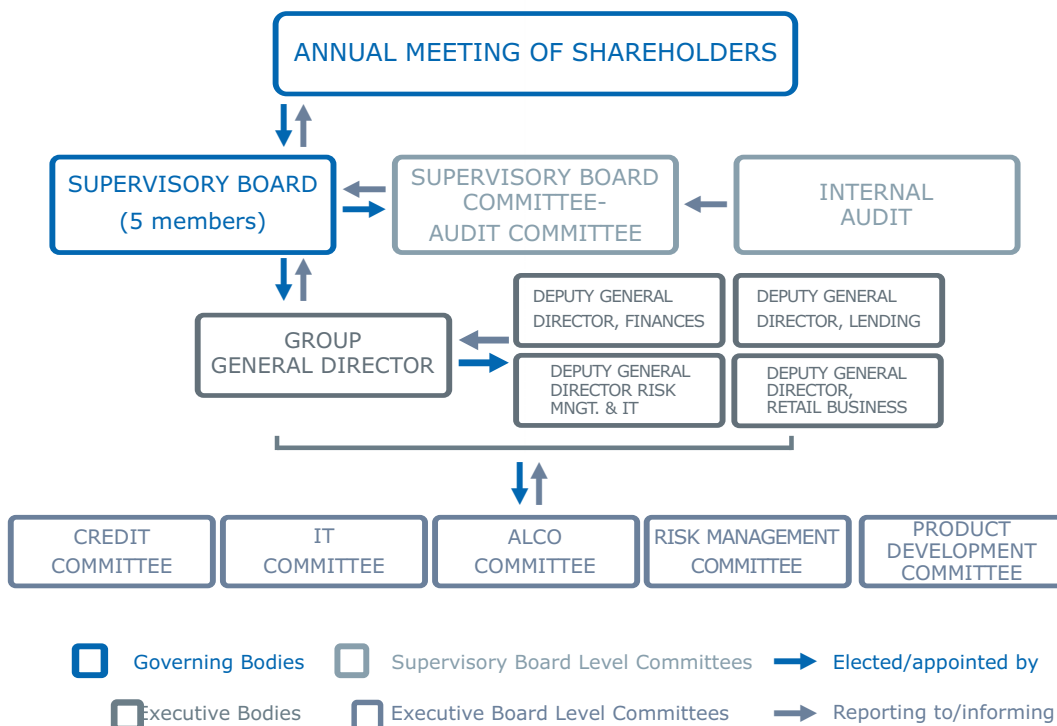 ANNUAL MEETING OF SHAREHOLDERS
SUPERVISORY BOARD
(5 members)
SUPERVISORY BOARD
COMMITTEE-
AUDIT COMMITTEE
INTERNAL
AUDIT
GROUP
GENERAL DIRECTOR
DEPUTY GENERAL
DIRECTOR, FINANCES
DEPUTY GENERAL
DIRECTOR, LENDING
DEPUTY GENERAL
DIRECTOR RISK
MNGT. & IT
DEPUTY GENERAL
DIRECTOR,
RETAIL BUSINESS
CREDIT
COMMITTEE
IT
COMMITTEE
ALCO
COMMITTEE
RISK MANAGEMENT
COMMITTEE
PRODUCT
DEVELOPMENT
COMMITTEE
Governing Bodies
Supervisory Board Level Committees
Elected/appointed by
Executive Bodies
Executive Board Level Committees
Reporting to/informing